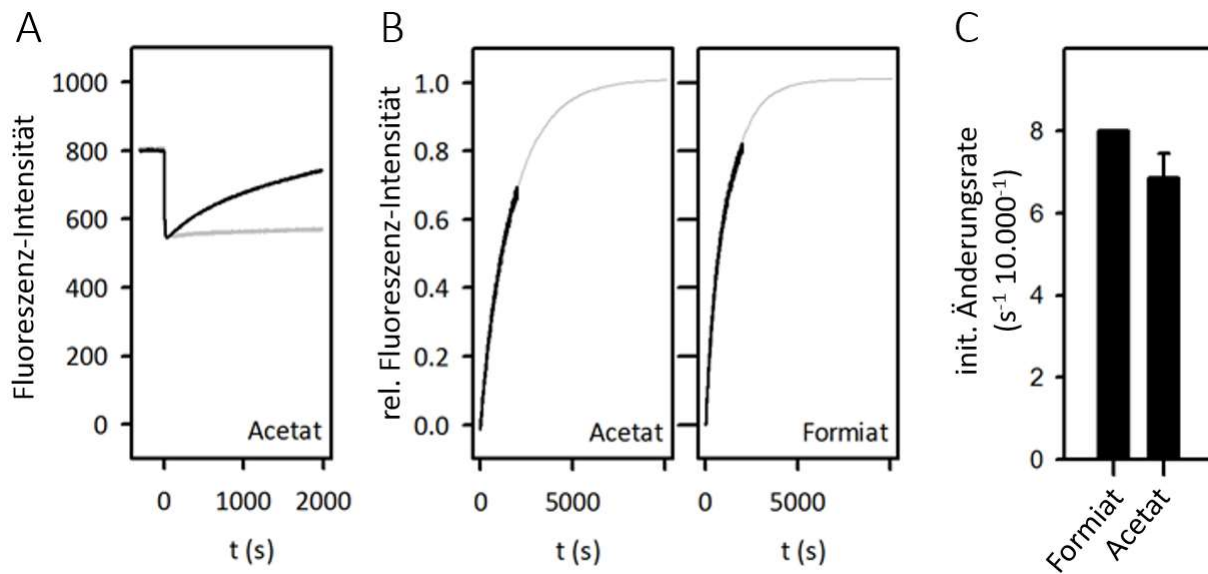 A
Fluoreszenz-Intensität
1000
800
600
400
200
0
Acetat
0 1000 2000
t (s)
B
rel. Fluoreszenz-Intensität
1.0
0.8
0.6
0.4
0.2
0.0
Acetat
0 5000
t (s)
Formiat
0 5000
t (s)
C
init. Änderungsrate
(s⁻¹ 10.000⁻¹)
8
6
4
2
0
Formiat
Acetat